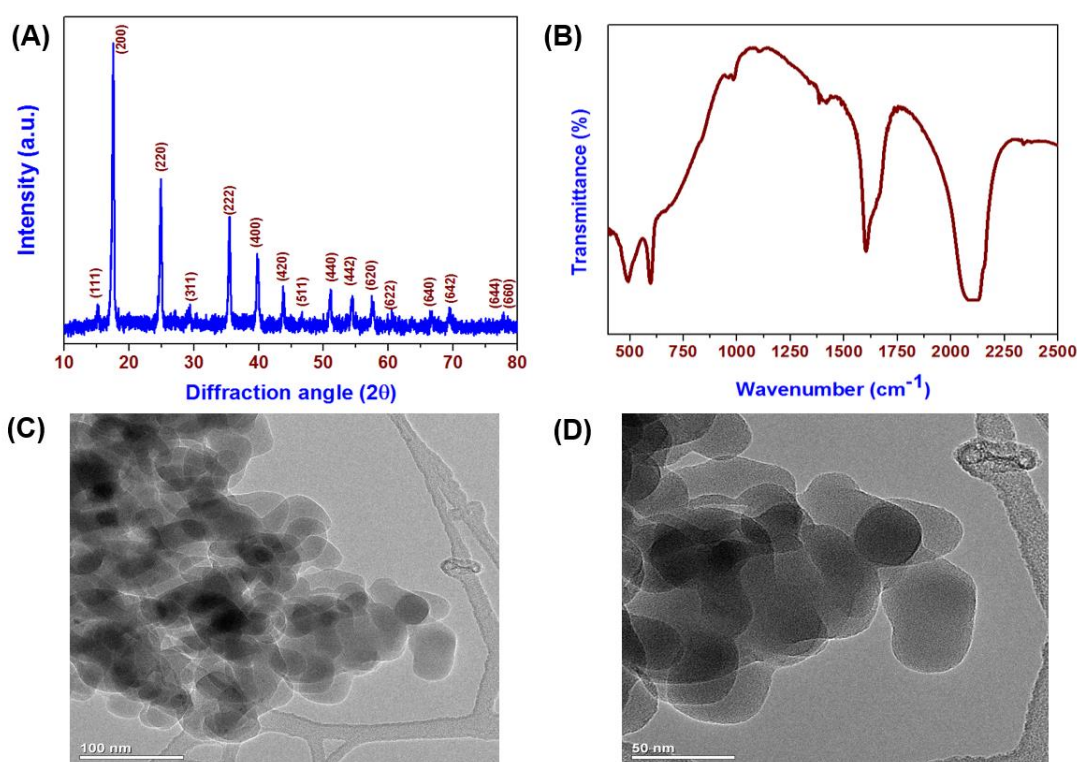 (A)
Intensity (a.u.)
(111)
(200)
(220)
(311)
(222)
(400)
(420)
(511)
(440)
(442)
(620)
(622)
(640)
(642)
(644)
(660)
10 20 30 40 50 60 70 80
Diffraction angle (2θ)
(B)
Transmittance (%)
500 750 1000 1250 1500 1750 2000 2250 2500
Wavenumber (cm⁻¹)
(C)
100 nm
(D)
50 nm